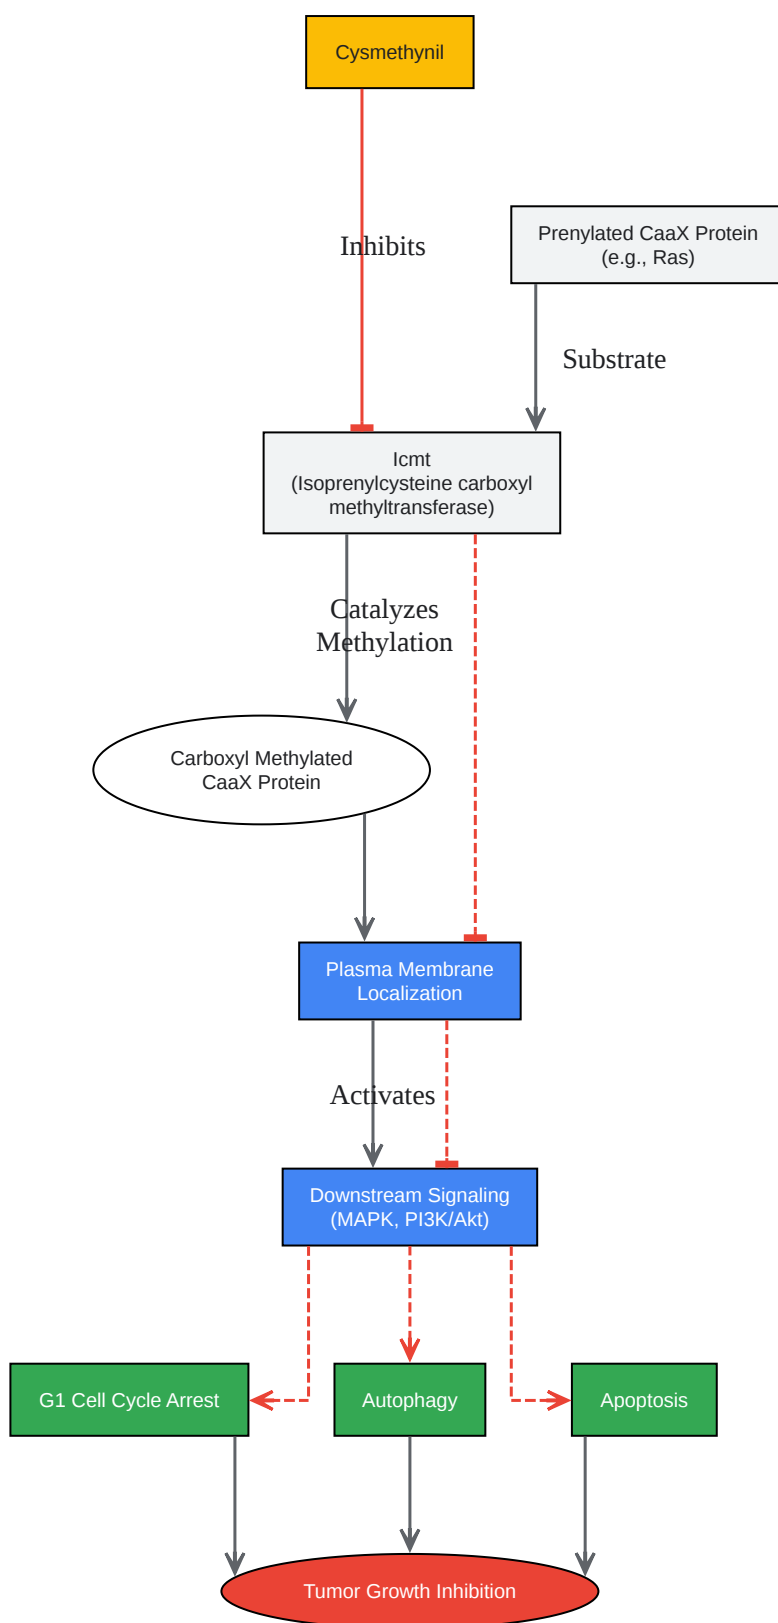 Cysmethynil
Inhibits
Prenylated CaaX Protein
(e.g., Ras)
Substrate
Icmt
(Isoprenylcysteine carboxyl
methyltransferase)
Catalyzes
Methylation
Carboxyl Methylated
CaaX Protein
Plasma Membrane
Localization
Activates
Downstream Signaling
(MAPK, PI3K/Akt)
G1 Cell Cycle Arrest
Autophagy
Apoptosis
Tumor Growth Inhibition